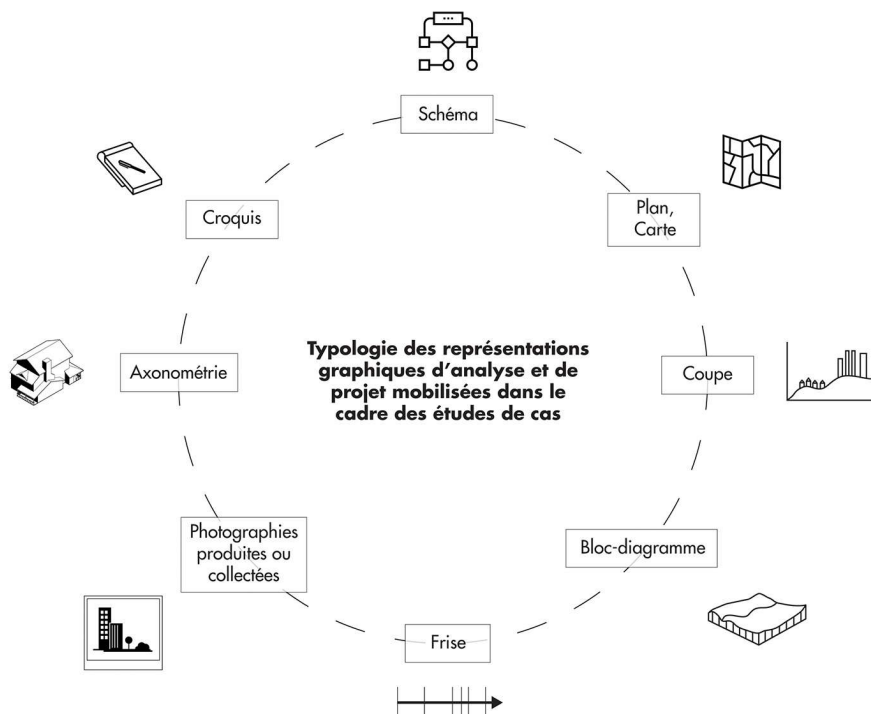 Schéma
Croquis
Plan,
Carte
Typologie des représentations
graphiques d'analyse et de
projet mobilisées dans le
cadre des études de cas
Axonométrie
Coupe
Photographies
produites ou
collectées
Bloc-diagramme
Frise